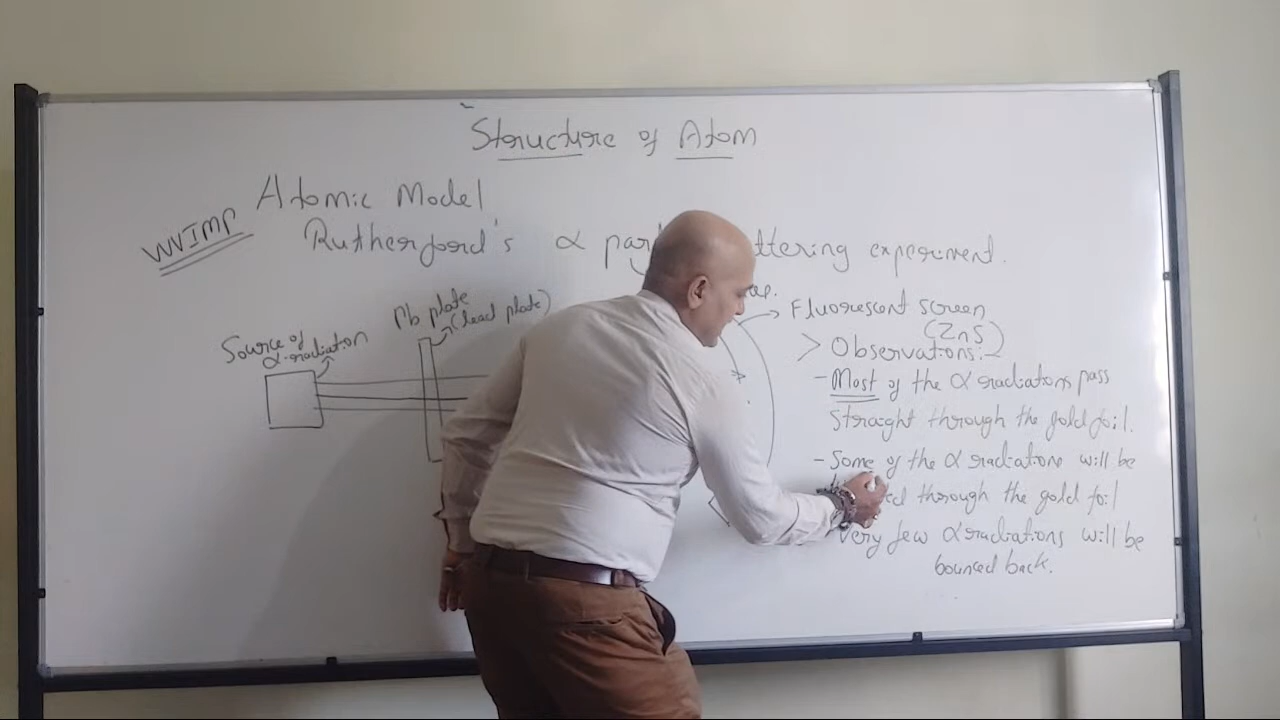 Structure of Atom
Atomic Model
VVVIMP
Rutherford's α par ttering experiment.
Pb plate
(lead plate)
Source of
α-radiation
> Fluorescent screen
(ZnS)
> Observations:-
- Most of the α radiations pass
straight through the gold foil.
- Some of the α radiations will be
through the gold foil
very few α radiations will be
bounced back.